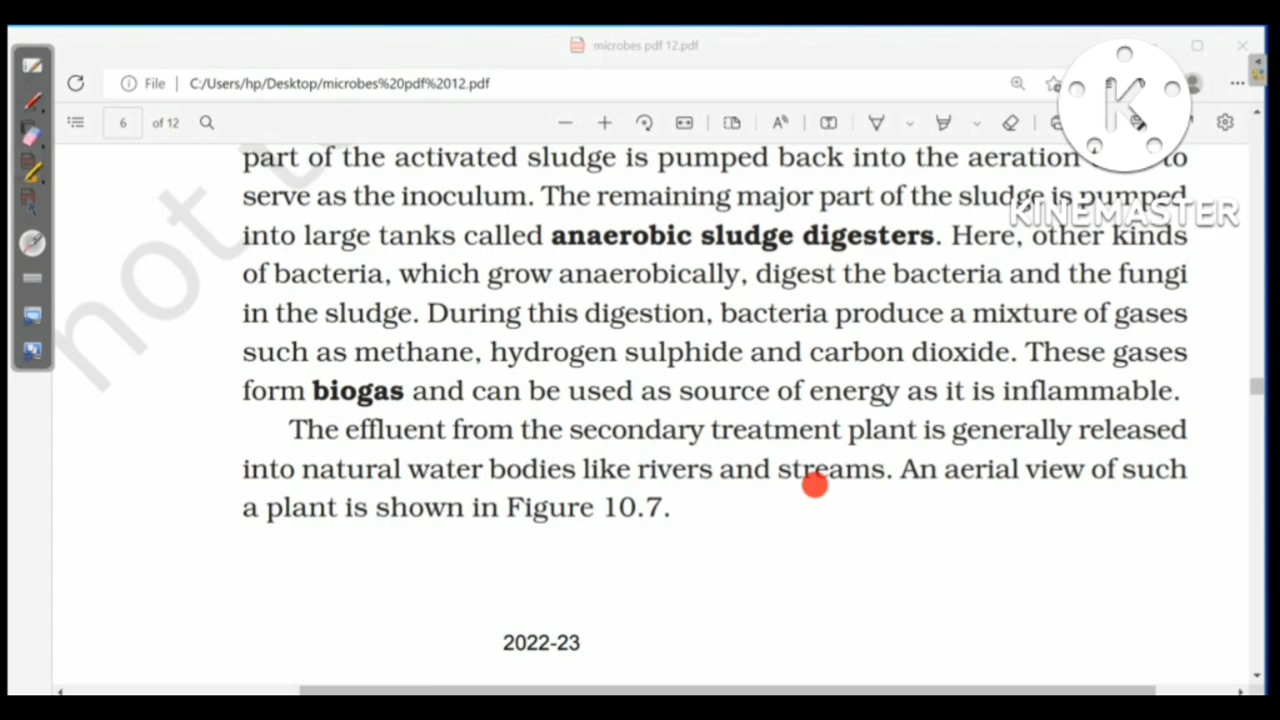 microbes pdf 12.pdf
File | C:/Users/hp/Desktop/microbes%20pdf%2012.pdf
6 of 12
K
KINEMASTER
not
part of the activated sludge is pumped back into the aeration to
serve as the inoculum. The remaining major part of the sludge is pumped
into large tanks called anaerobic sludge digesters. Here, other kinds
of bacteria, which grow anaerobically, digest the bacteria and the fungi
in the sludge. During this digestion, bacteria produce a mixture of gases
such as methane, hydrogen sulphide and carbon dioxide. These gases
form biogas and can be used as source of energy as it is inflammable.
The effluent from the secondary treatment plant is generally released
into natural water bodies like rivers and streams. An aerial view of such
a plant is shown in Figure 10.7.
2022-23